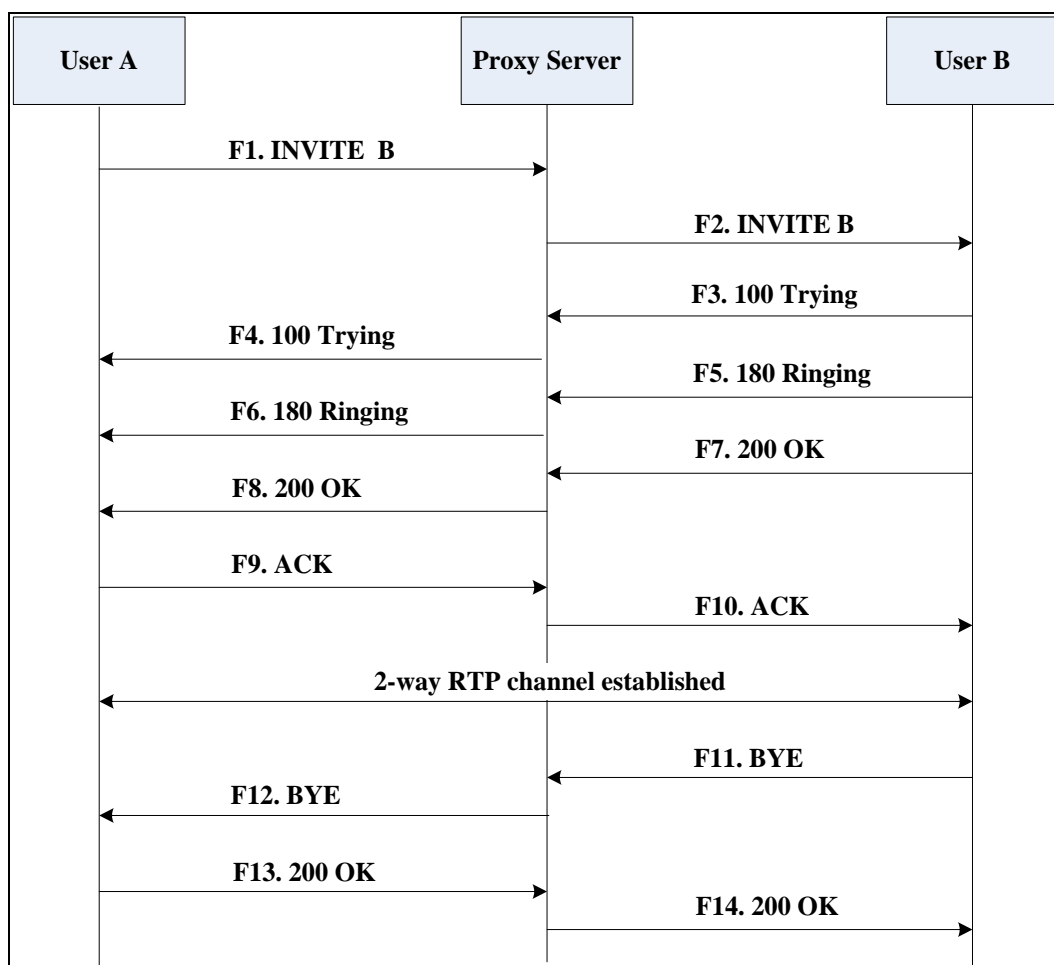 User A
Proxy Server
User B
F1. INVITE B
F2. INVITE B
F3. 100 Trying
F4. 100 Trying
F5. 180 Ringing
F6. 180 Ringing
F7. 200 OK
F8. 200 OK
F9. ACK
F10. ACK
2-way RTP channel established
F11. BYE
F12. BYE
F13. 200 OK
F14. 200 OK